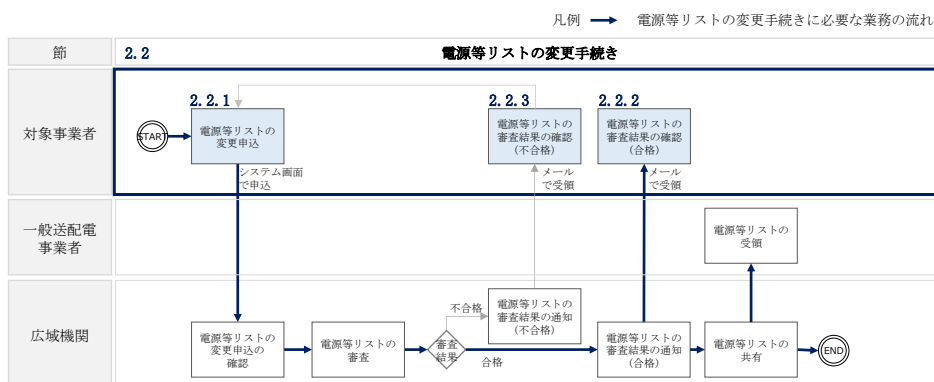 凡例 電源等リストの変更手続きに必要な業務の流れ
節 2.2 電源等リストの変更手続き
対象事業者
START
2.2.1
電源等リストの
変更申込
システム画面
で申込
2.2.3
電源等リストの
審査結果の確認
(不合格)
メール
で受領
2.2.2
電源等リストの
審査結果の確認
(合格)
メール
で受領
一般送配電
事業者
電源等リストの
受領
広域機関
電源等リストの
変更申込の
確認
電源等リストの
審査
審査
結果
不合格
合格
電源等リストの
審査結果の通知
(不合格)
電源等リストの
審査結果の通知
(合格)
電源等リストの
共有
END